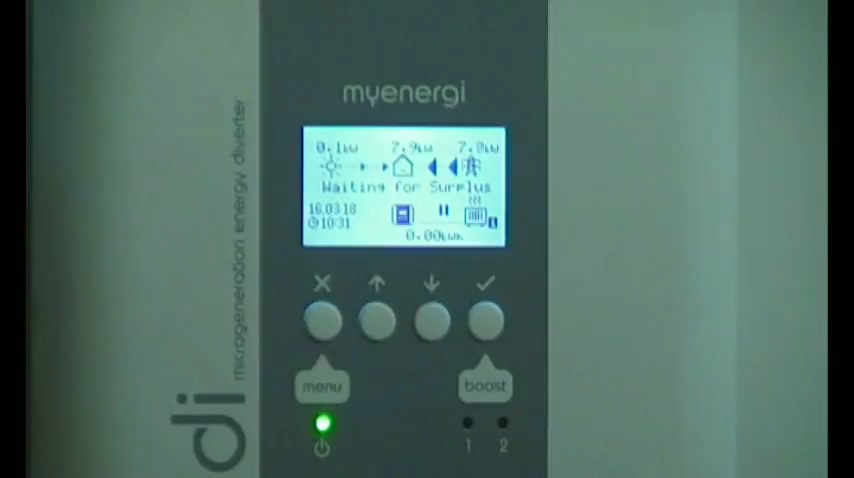 myenergi
0.1kW 7.9kW 7.8kW
Waiting for Surplus
16.03.18
10:31
0.00kWh
menu
boost
1 2
di
microgeneration energy diverter